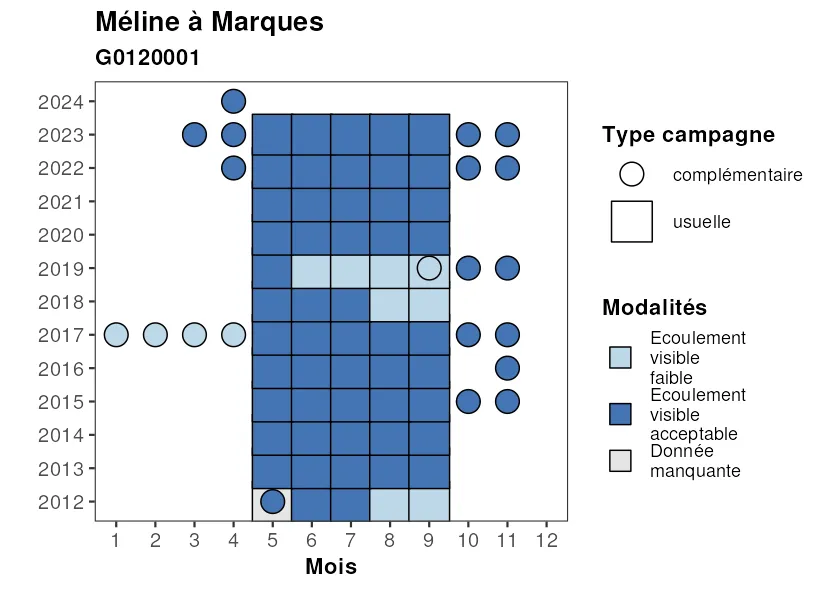 Méline à Marques
G0120001
2024
2023
2022
2021
2020
2019
2018
2017
2016
2015
2014
2013
2012
1 2 3 4 5 6 7 8 9 10 11 12
Mois
Type campagne
complémentaire
usuelle
Modalités
Ecoulement
visible
faible
Ecoulement
visible
acceptable
Donnée
manquante